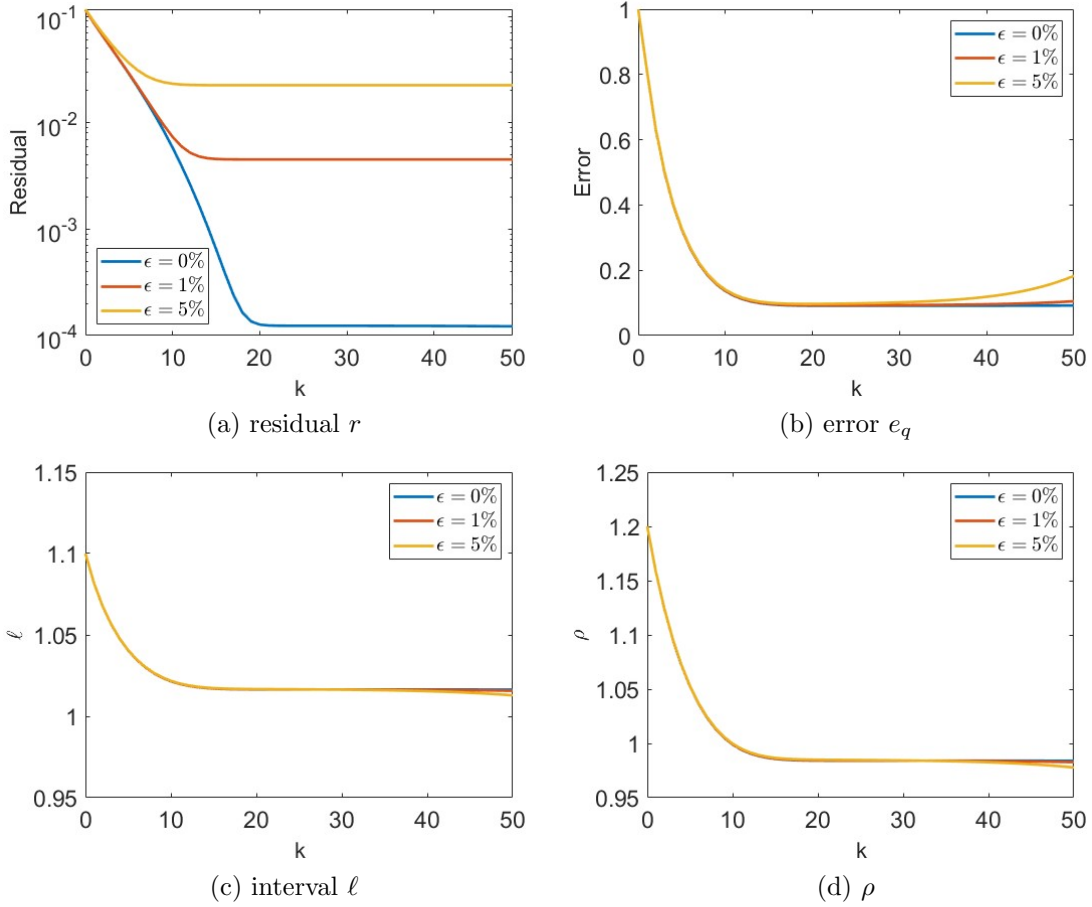 10^-1
10^-2
10^-3
10^-4
Residual
ϵ = 0%
ϵ = 1%
ϵ = 5%
0 10 20 30 40 50
k
(a) residual r
1
0.8
0.6
0.4
0.2
0
Error
ϵ = 0%
ϵ = 1%
ϵ = 5%
0 10 20 30 40 50
k
(b) error e_q
1.15
1.10
1.05
1
0.95
ℓ
ϵ = 0%
ϵ = 1%
ϵ = 5%
0 10 20 30 40 50
k
(c) interval ℓ
1.25
1.2
1.15
1.10
1.05
1
0.95
ρ
ϵ = 0%
ϵ = 1%
ϵ = 5%
0 10 20 30 40 50
k
(d) ρ